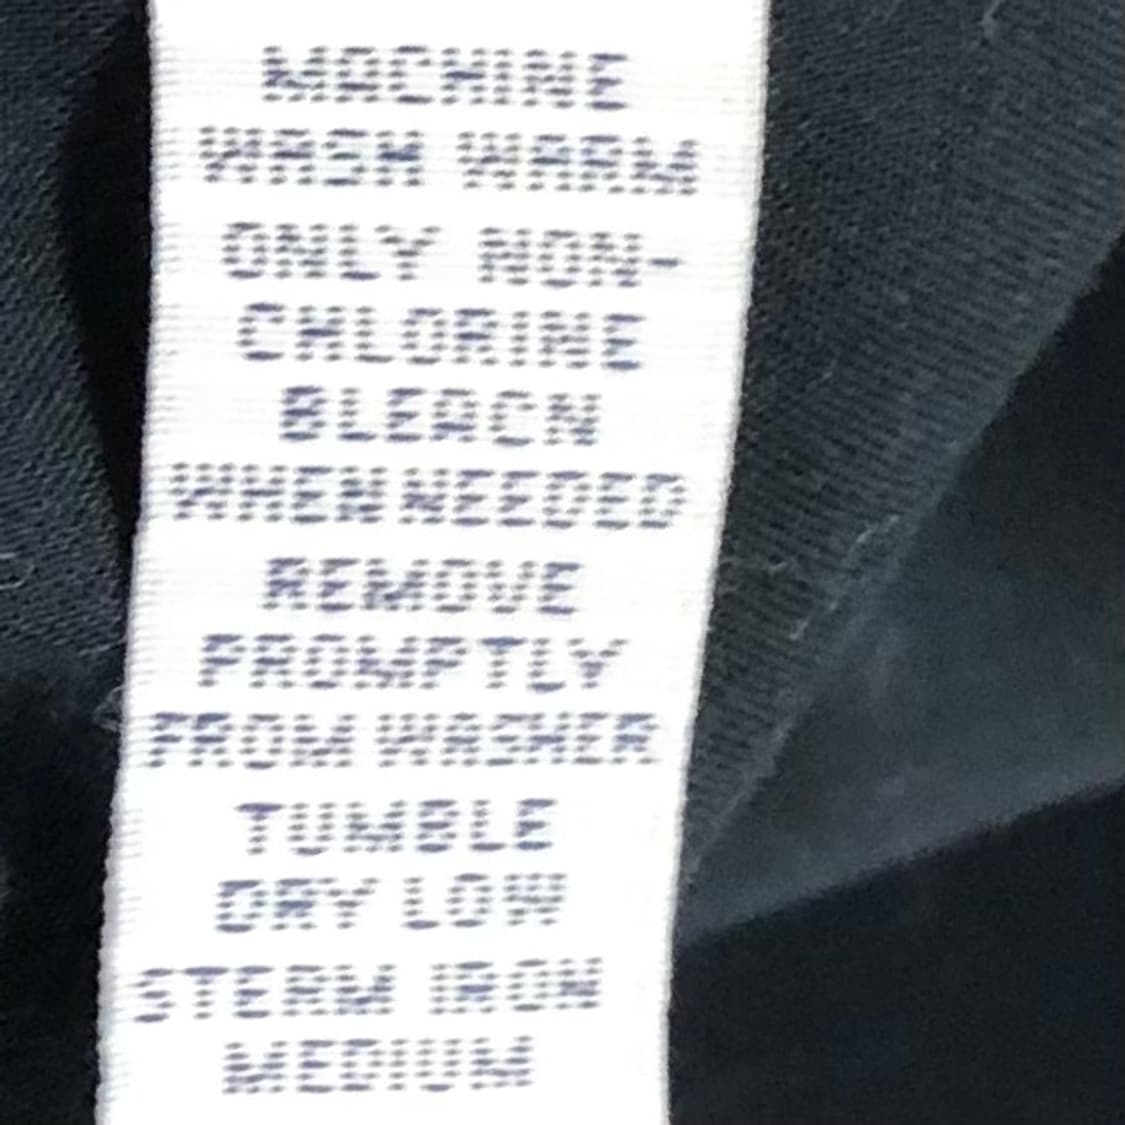 MACHINE
WASH WARM
ONLY NON-
CHLORINE
BLEACH
WHEN NEEDED
REMOVE
PROMPTLY
FROM WASHER
TUMBLE
DRY LOW
STEAM IRON
MEDIUM